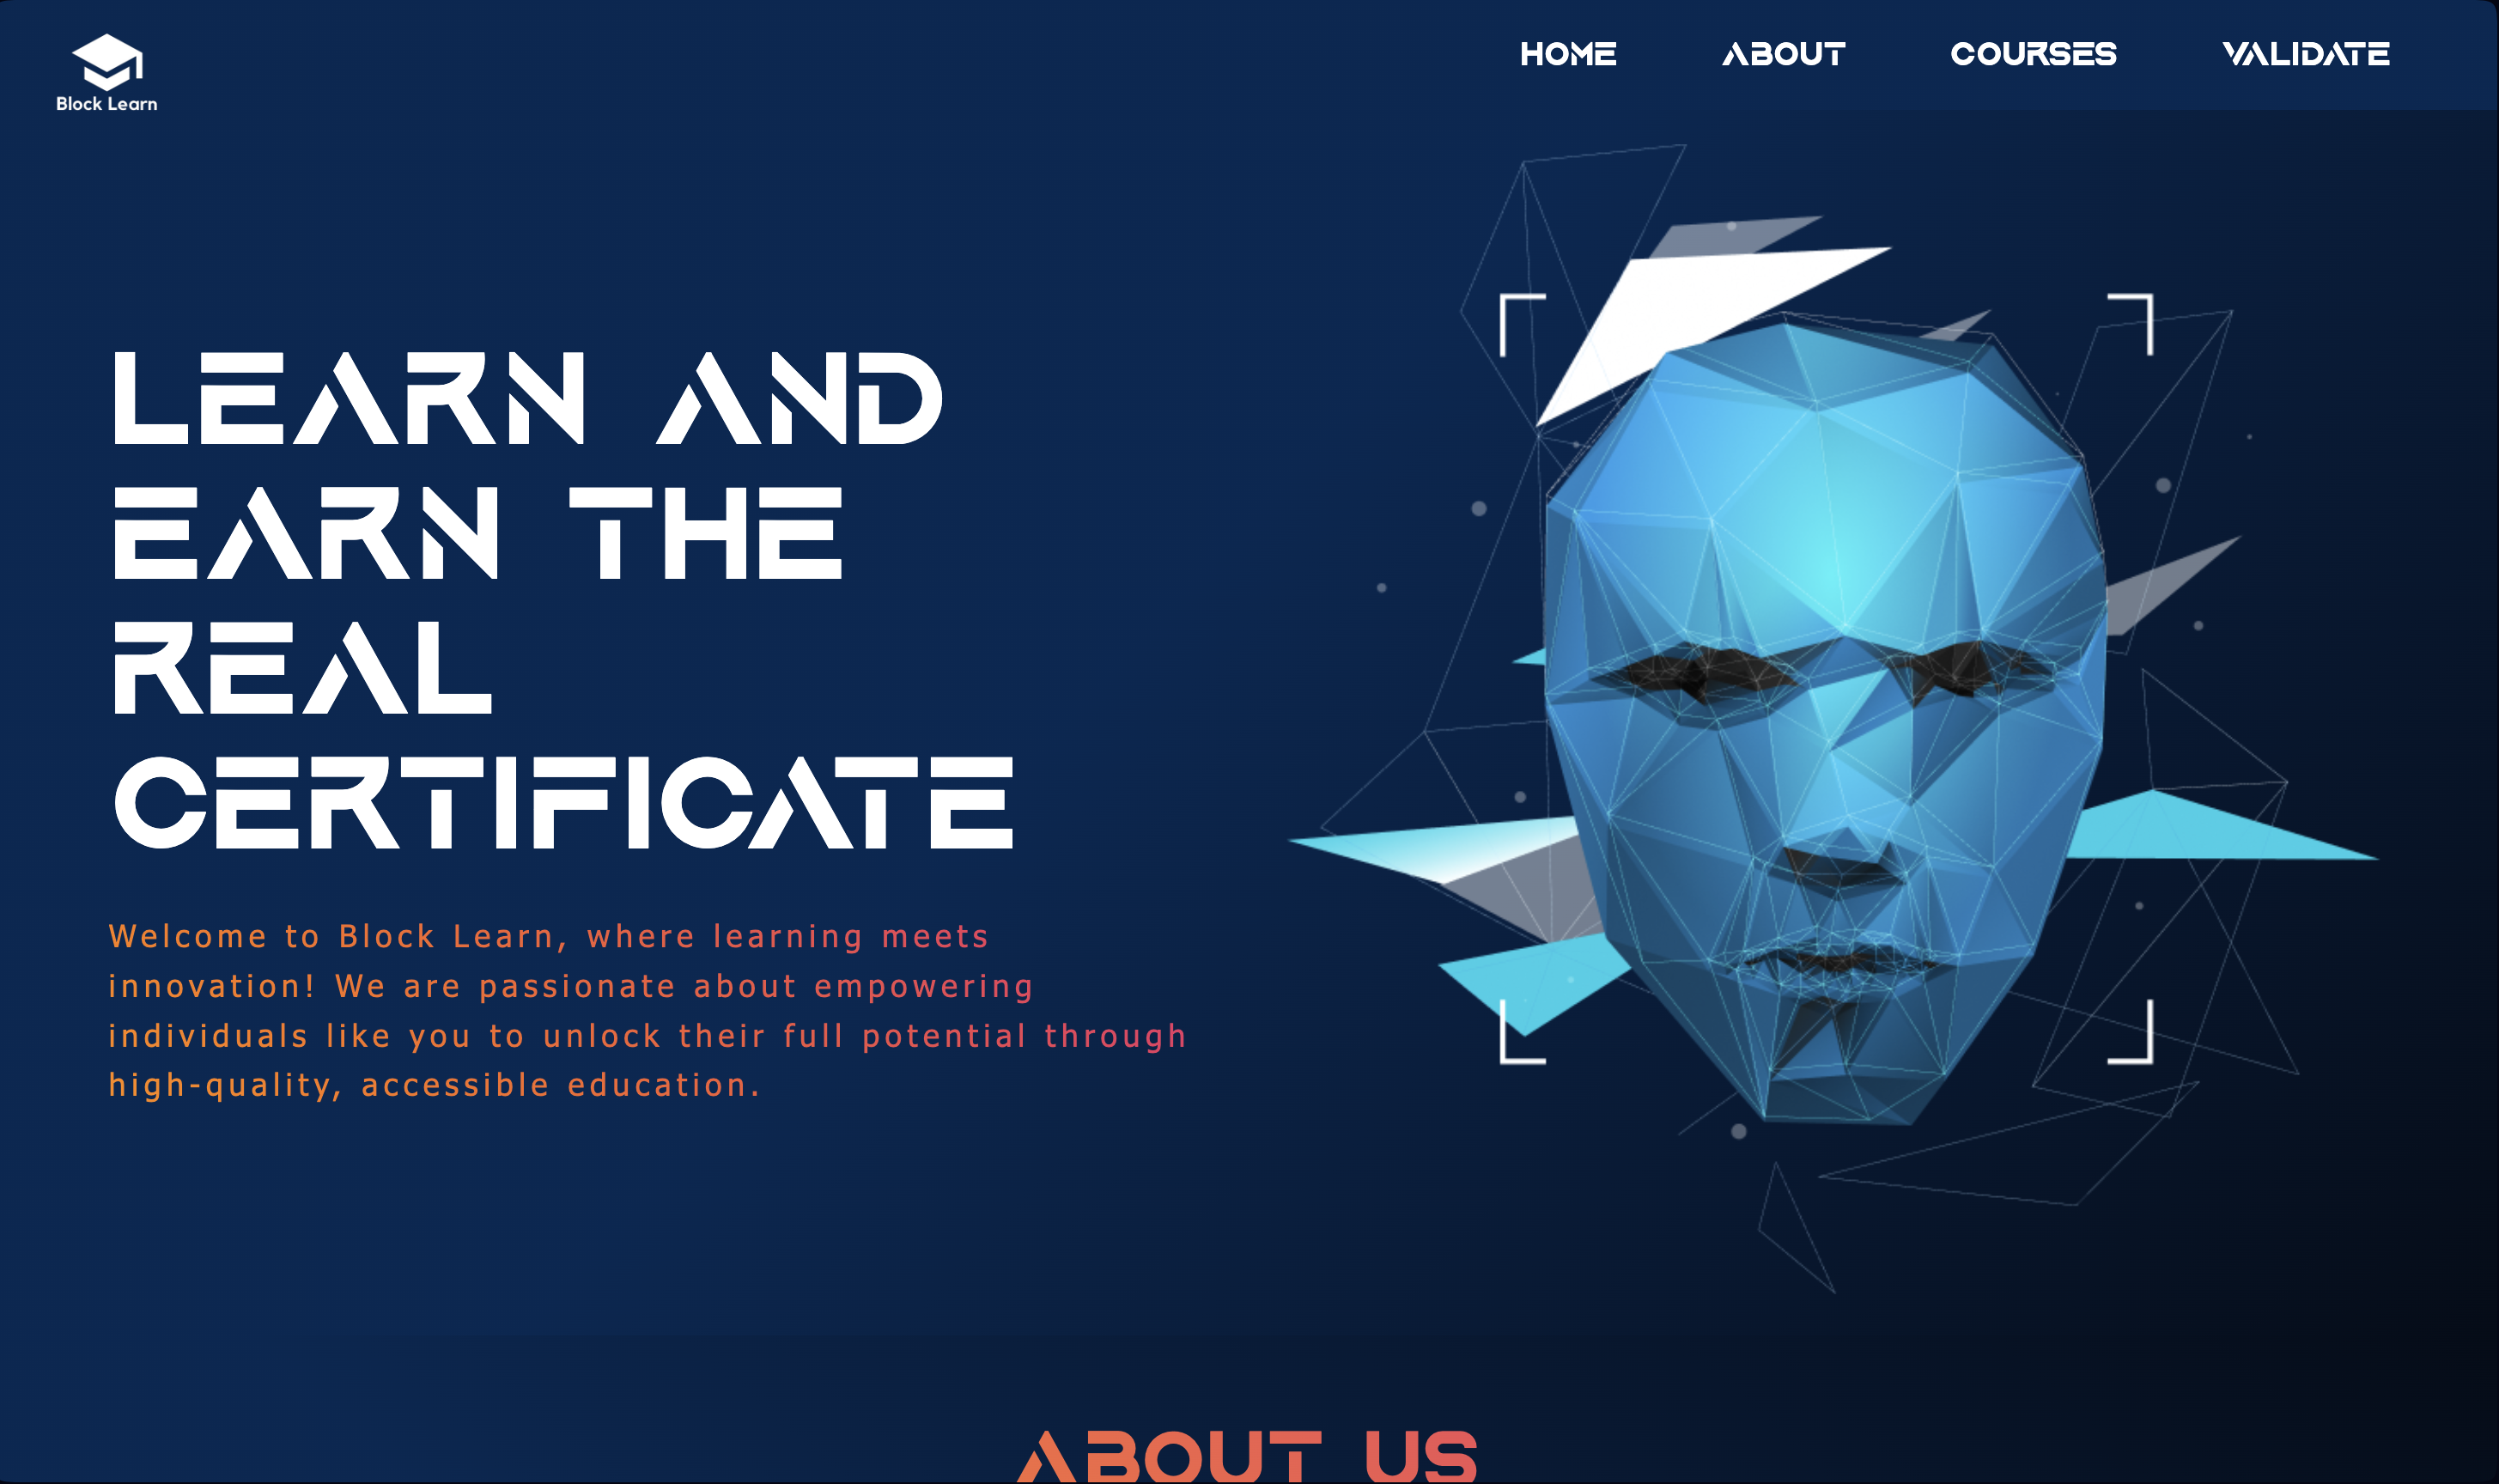 Block Learn
HOME ABOUT COURSES VALIDATE
LEARN AND
EARN THE
REAL
CERTIFICATE
Welcome to Block Learn, where learning meets
innovation! We are passionate about empowering
individuals like you to unlock their full potential through
high-quality, accessible education.
ABOUT US